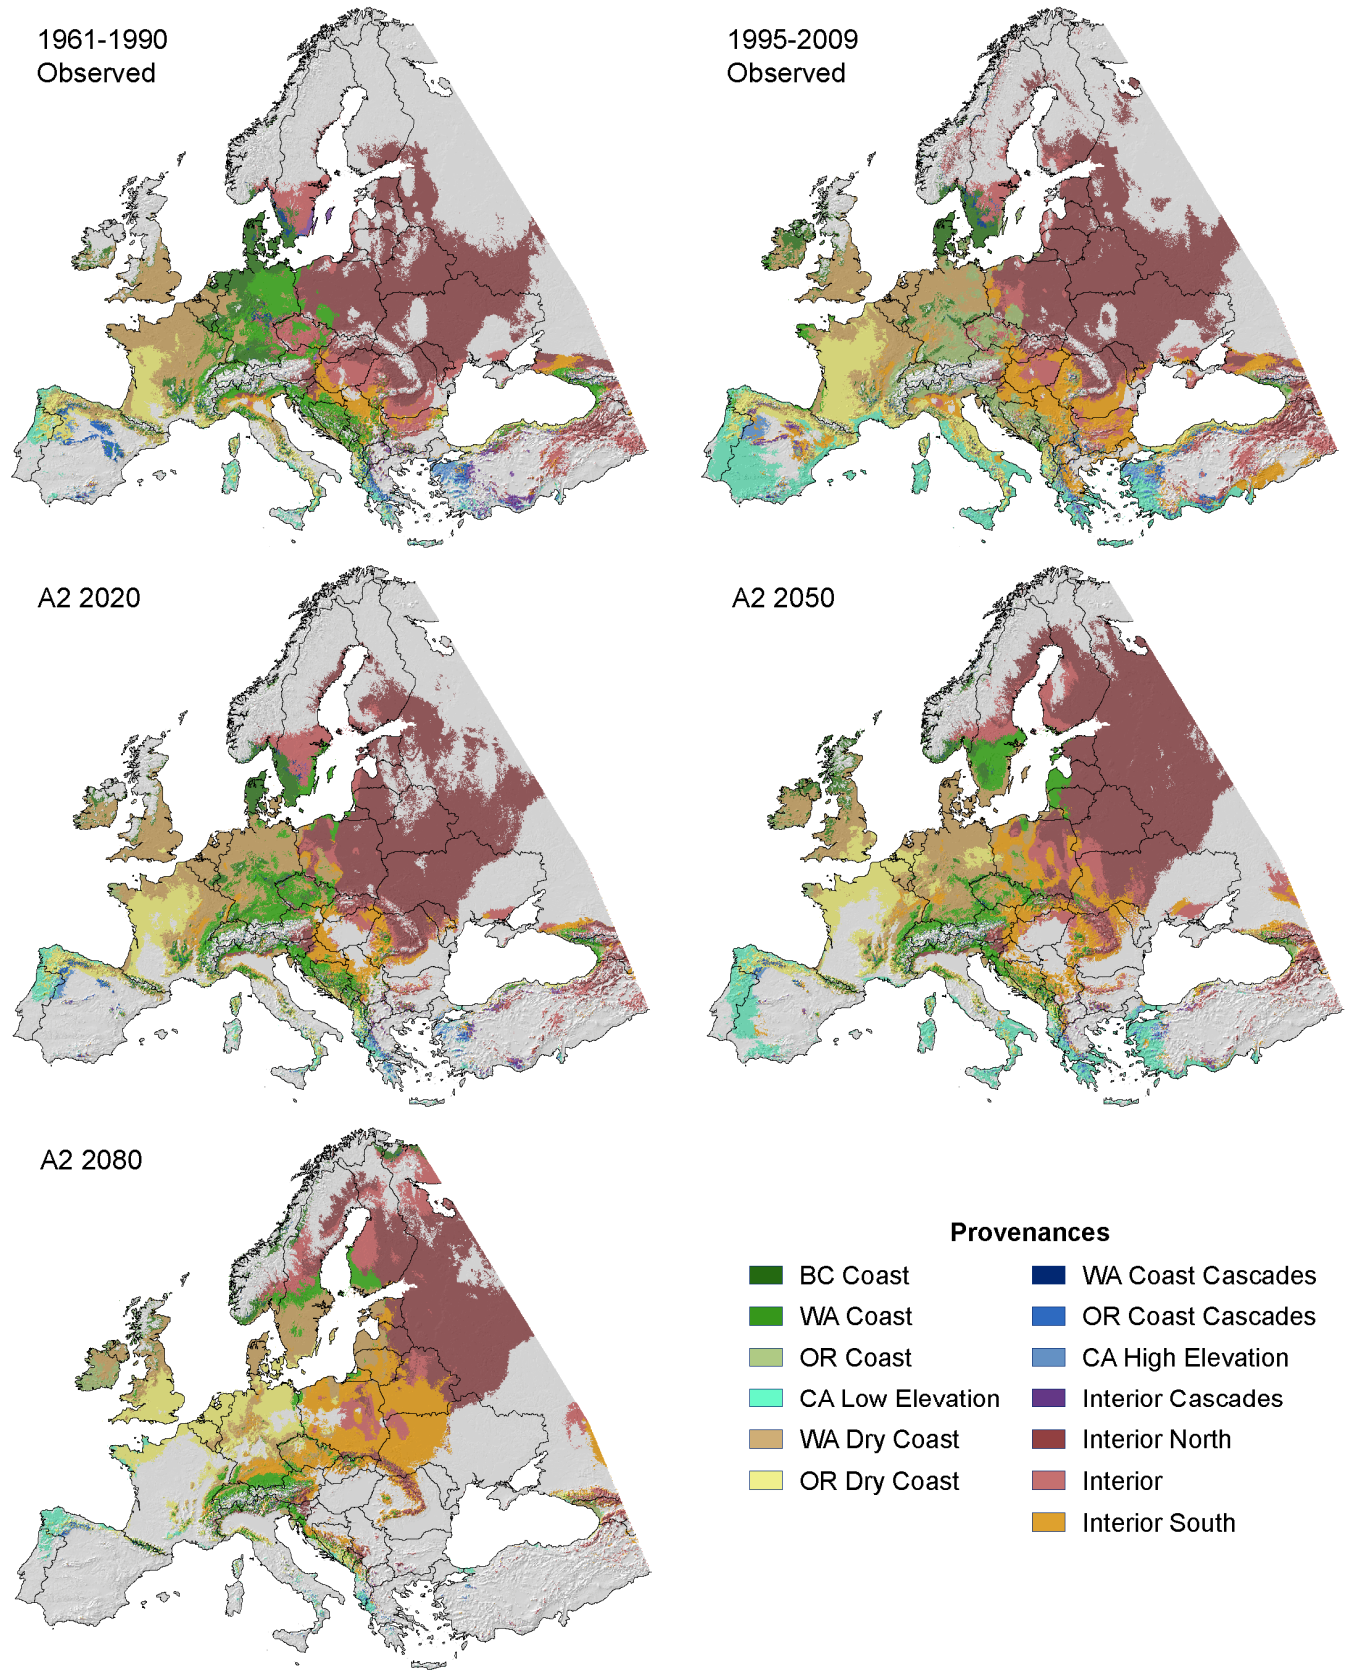 1961-1990
Observed
1995-2009
Observed
A2 2020
A2 2050
A2 2080
Provenances
BC Coast
WA Coast
OR Coast
CA Low Elevation
WA Dry Coast
OR Dry Coast
WA Coast Cascades
OR Coast Cascades
CA High Elevation
Interior Cascades
Interior North
Interior
Interior South